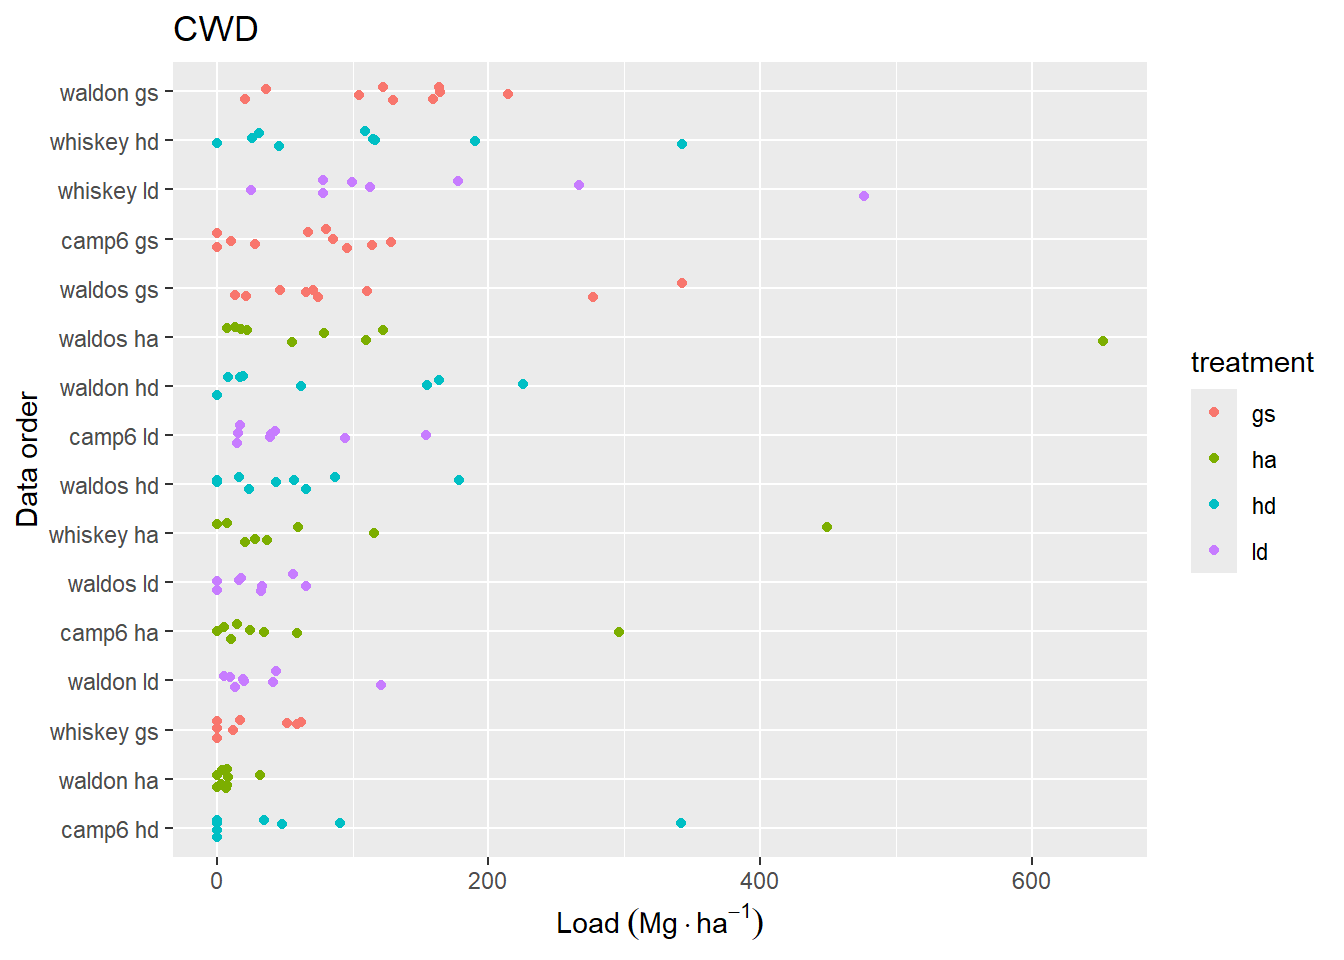 CWD
Data order
waldon gs
whiskey hd
whiskey ld
camp6 gs
waldos gs
waldos ha
waldon hd
camp6 ld
waldos hd
whiskey ha
waldos ld
camp6 ha
waldon ld
whiskey gs
waldon ha
camp6 hd
0 200 400 600
Load (Mg · ha⁻¹)
treatment
gs
ha
hd
ld